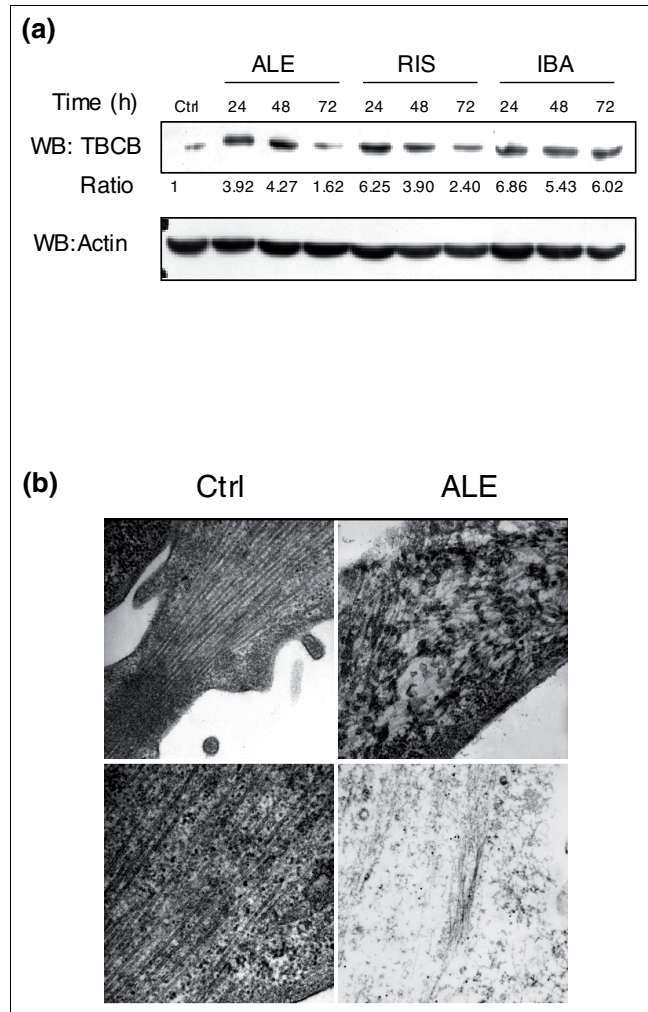 (a)
ALE RIS IBA
Time (h) Ctrl 24 48 72 24 48 72 24 48 72
WB: TBCB
Ratio 1 3.92 4.27 1.62 6.25 3.90 2.40 6.86 5.43 6.02
WB:Actin
(b)
Ctrl ALE